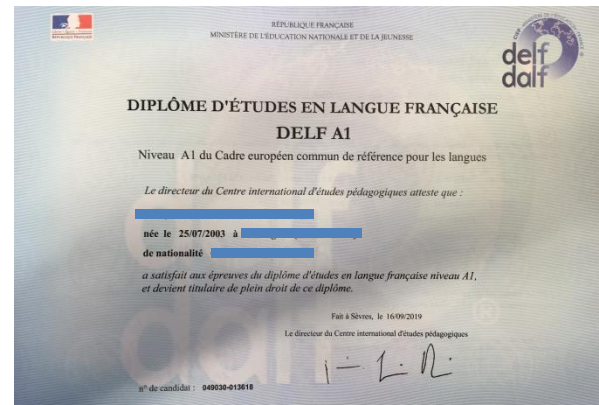 RÉPUBLIQUE FRANÇAISE
MINISTÈRE DE L'ÉDUCATION NATIONALE ET DE LA JEUNESSE
delf
dalf
DIPLÔME D'ÉTUDES EN LANGUE FRANÇAISE
DELF A1
Niveau A1 du Cadre européen commun de référence pour les langues
Le directeur du Centre international d'études pédagogiques atteste que :
née le 25/07/2003 à
de nationalité
a satisfait aux épreuves du diplôme d'études en langue française niveau A1,
et devient titulaire de plein droit de ce diplôme.
Fait à Sèvres, le 16/09/2019
Le directeur du Centre international d'études pédagogiques
n° de candidat : 049030-013618